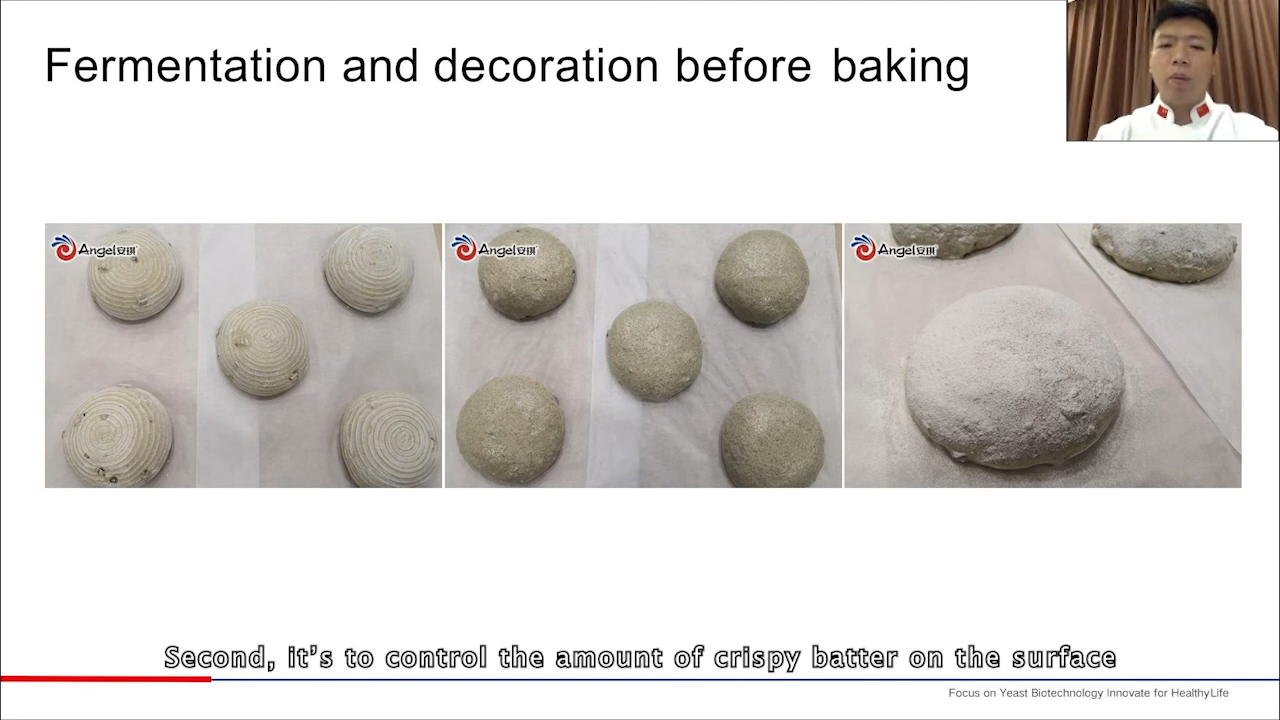 Fermentation and decoration before baking
Angel安琪
Angel安琪
Angel安琪
Second, it's to control the amount of crispy batter on the surface
Focus on Yeast Biotechnology Innovate for HealthyLife